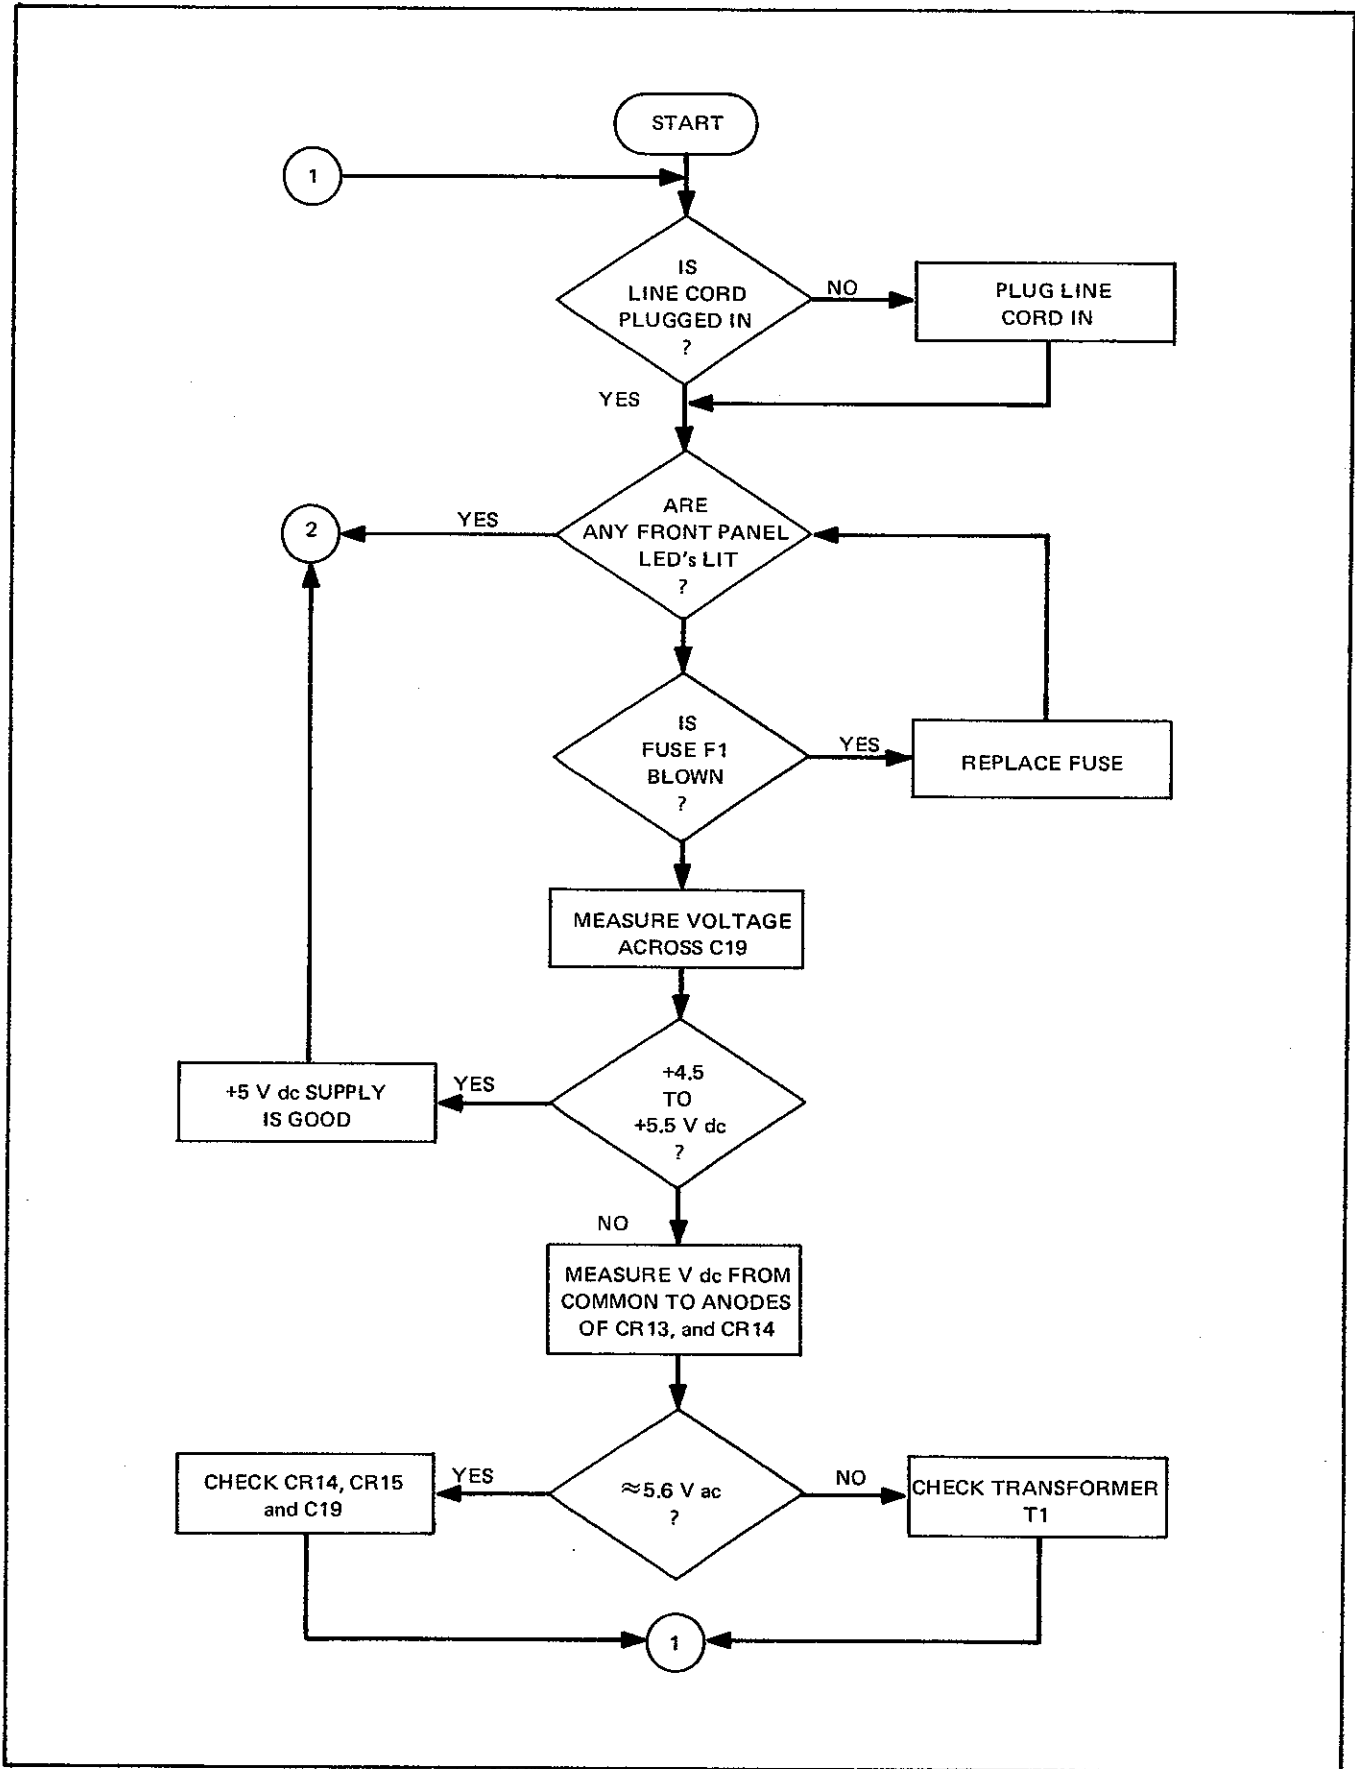 START
1
IS
LINE CORD
PLUGGED IN
?
NO
PLUG LINE
CORD IN
YES
ARE
ANY FRONT PANEL
LED's LIT
?
YES
2
IS
FUSE F1
BLOWN
?
YES
REPLACE FUSE
MEASURE VOLTAGE
ACROSS C19
+4.5
TO
+5.5 V dc
?
YES
+5 V dc SUPPLY
IS GOOD
NO
MEASURE V dc FROM
COMMON TO ANODES
OF CR13, and CR14
≈5.6 V ac
?
YES
CHECK CR14, CR15
and C19
NO
CHECK TRANSFORMER
T1
1